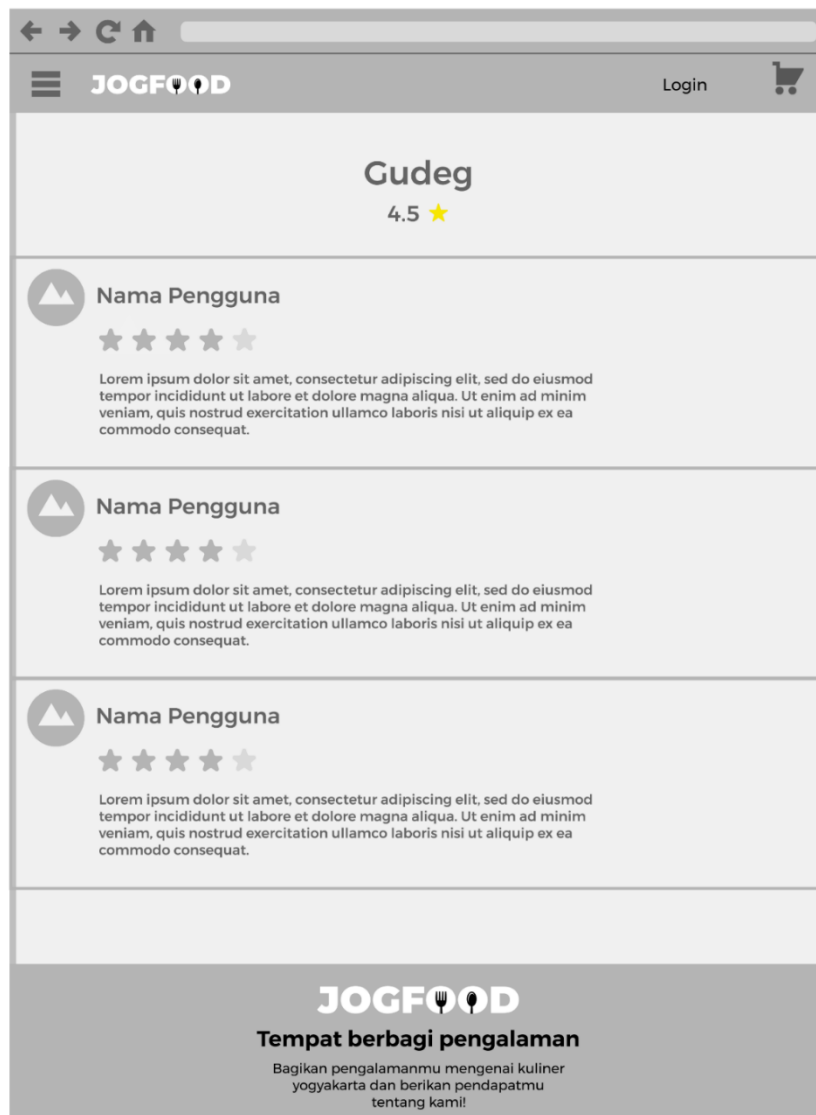 JOGFOOD
Login
Gudeg
4.5
Nama Pengguna
Lorem ipsum dolor sit amet, consectetur adipiscing elit, sed do eiusmod
tempor incididunt ut labore et dolore magna aliqua. Ut enim ad minim
veniam, quis nostrud exercitation ullamco laboris nisi ut aliquip ex ea
commodo consequat.
Nama Pengguna
Lorem ipsum dolor sit amet, consectetur adipiscing elit, sed do eiusmod
tempor incididunt ut labore et dolore magna aliqua. Ut enim ad minim
veniam, quis nostrud exercitation ullamco laboris nisi ut aliquip ex ea
commodo consequat.
Nama Pengguna
Lorem ipsum dolor sit amet, consectetur adipiscing elit, sed do eiusmod
tempor incididunt ut labore et dolore magna aliqua. Ut enim ad minim
veniam, quis nostrud exercitation ullamco laboris nisi ut aliquip ex ea
commodo consequat.
JOGFOOD
Tempat berbagi pengalaman
Bagikan pengalamanmu mengenai kuliner
yogyakarta dan berikan pendapatmu
tentang kami!